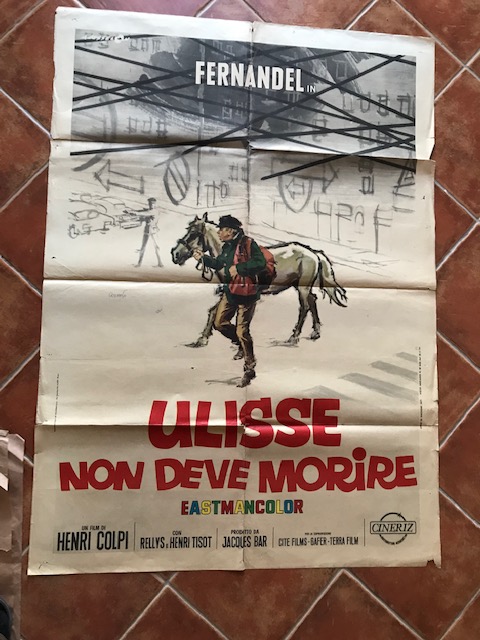 FERNANDEL IN
ULISSE
NON DEVE MORIRE
EASTMANCOLOR
UN FILM DI
HENRI COLPI
CON
RELLYS E HENRI TISOT
PRODOTTO DA
JACQUES BAR
CITE FILMS - GAFER - TERRA FILM
CINERIZ